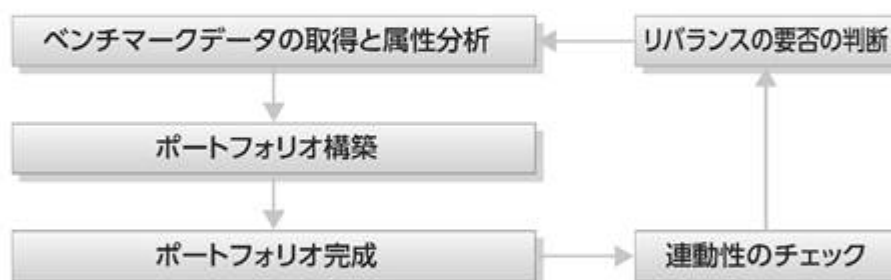 ベンチマークデータの取得と属性分析
リバランスの要否の判断
ポートフォリオ構築
ポートフォリオ完成
連動性のチェック